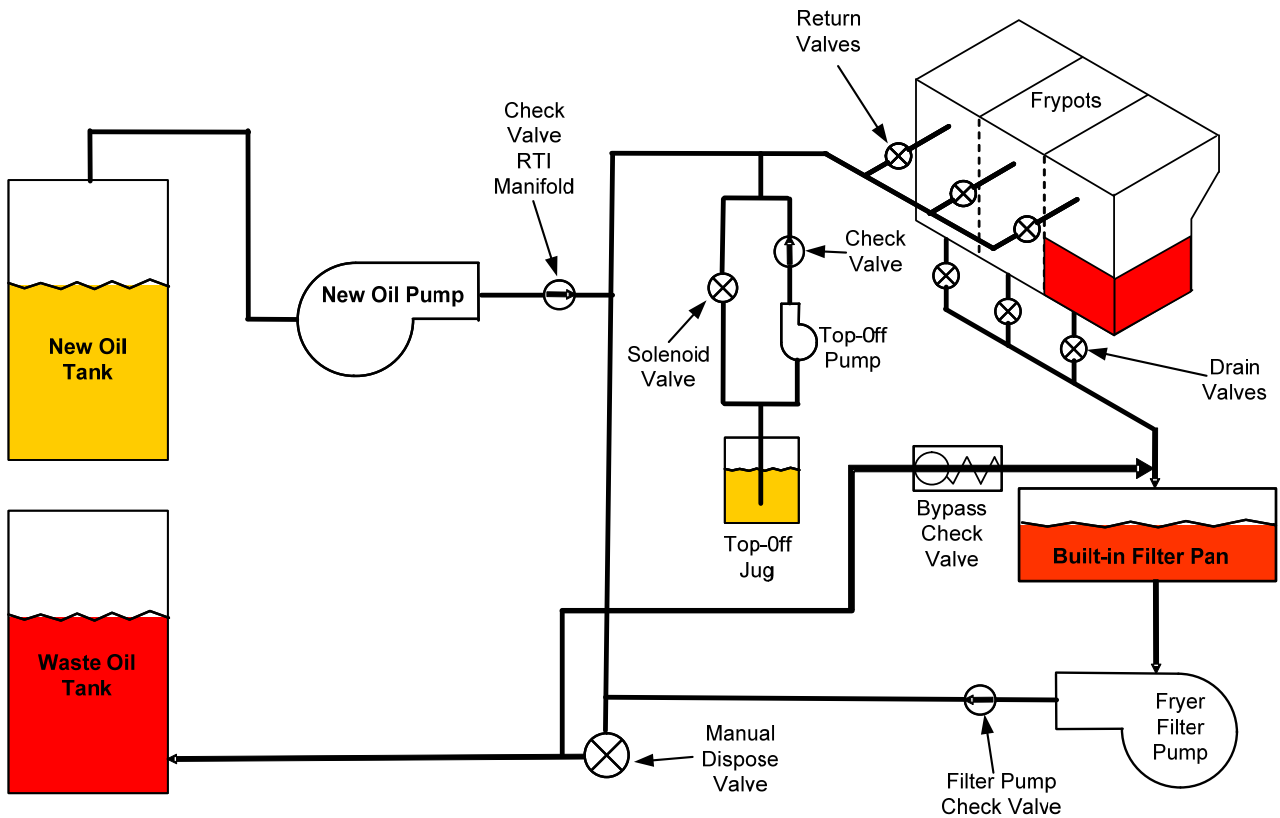 Return
Valves
Frypots
Check
Valve
RTI
Manifold
New Oil Pump
Check
Valve
New Oil
Tank
Solenoid
Valve
Top-0ff
Pump
Drain
Valves
Bypass
Check
Valve
Top-0ff
Jug
Built-in Filter Pan
Waste Oil
Tank
Manual
Dispose
Valve
Fryer
Filter
Pump
Filter Pump
Check Valve